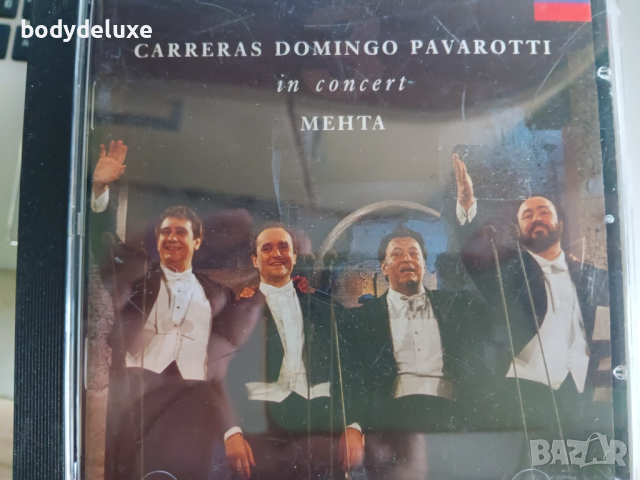 bodydeluxe
CARRERAS DOMINGO PAVAROTTI
in concert
MEHTA
BAZAR